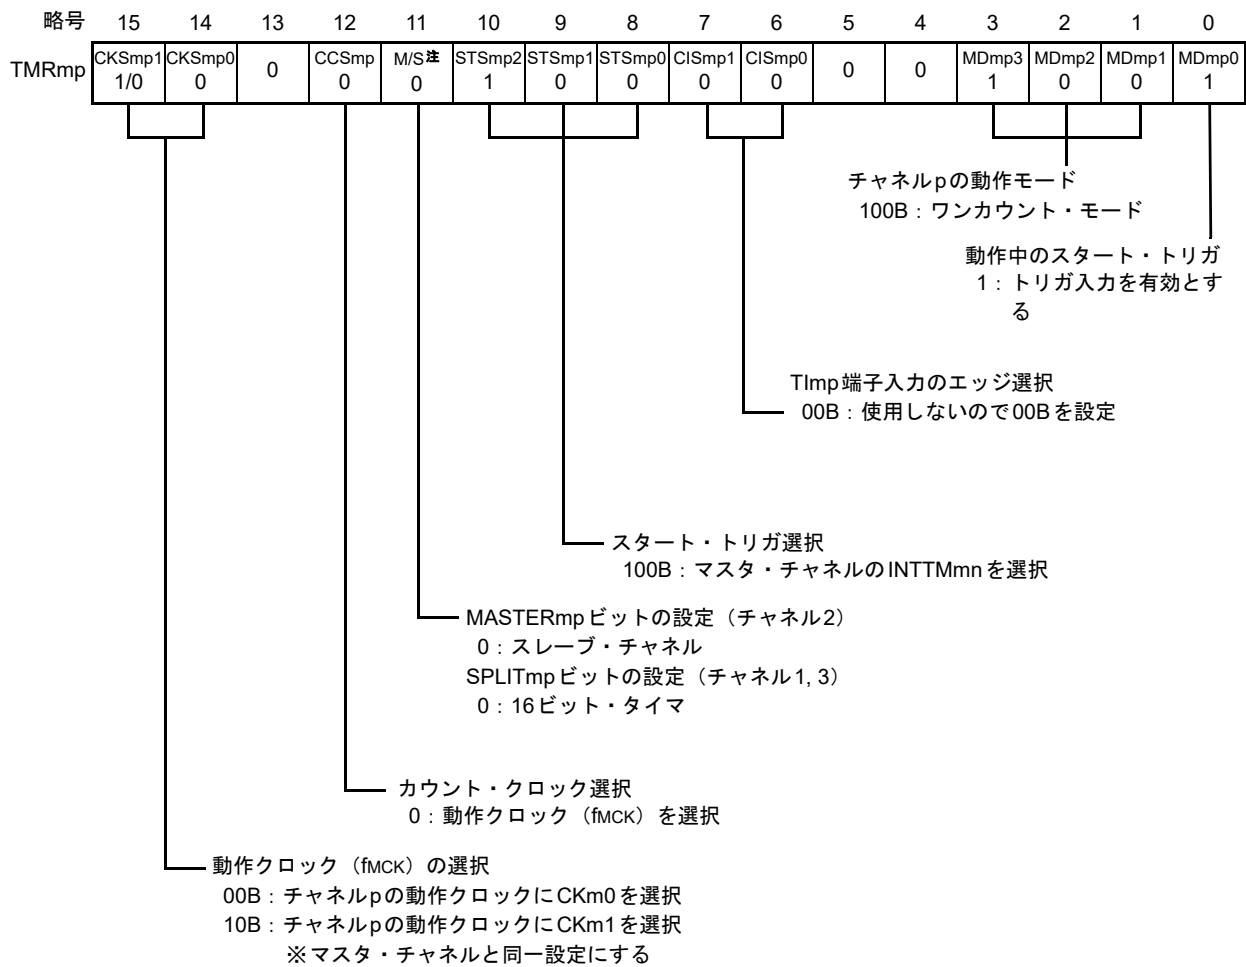 略号 15 14 13 12 11 10 9 8 7 6 5 4 3 2 1 0
TMRmp CKSmp1 CKSmp0 0 CCSmp M/S注 STSmp2 STSmp1 STSmp0 CISmp1 CISmp0 0 0 MDmp3 MDmp2 MDmp1 MDmp0
1/0 0 0 0 1 0 0 0 0 1 0 0 1
チャネルpの動作モード
100B：ワンカウント・モード
動作中のスタート・トリガ
1：トリガ入力を有効とす
る
TImp端子入力のエッジ選択
00B：使用しないので00Bを設定
スタート・トリガ選択
100B：マスタ・チャネルのINTTMmnを選択
MASTERmpビットの設定（チャネル2）
0：スレーブ・チャネル
SPLITmpビットの設定（チャネル1, 3）
0：16ビット・タイマ
カウント・クロック選択
0：動作クロック（fMCK）を選択
動作クロック（fMCK）の選択
00B：チャネルpの動作クロックにCKm0を選択
10B：チャネルpの動作クロックにCKm1を選択
※マスタ・チャネルと同一設定にする